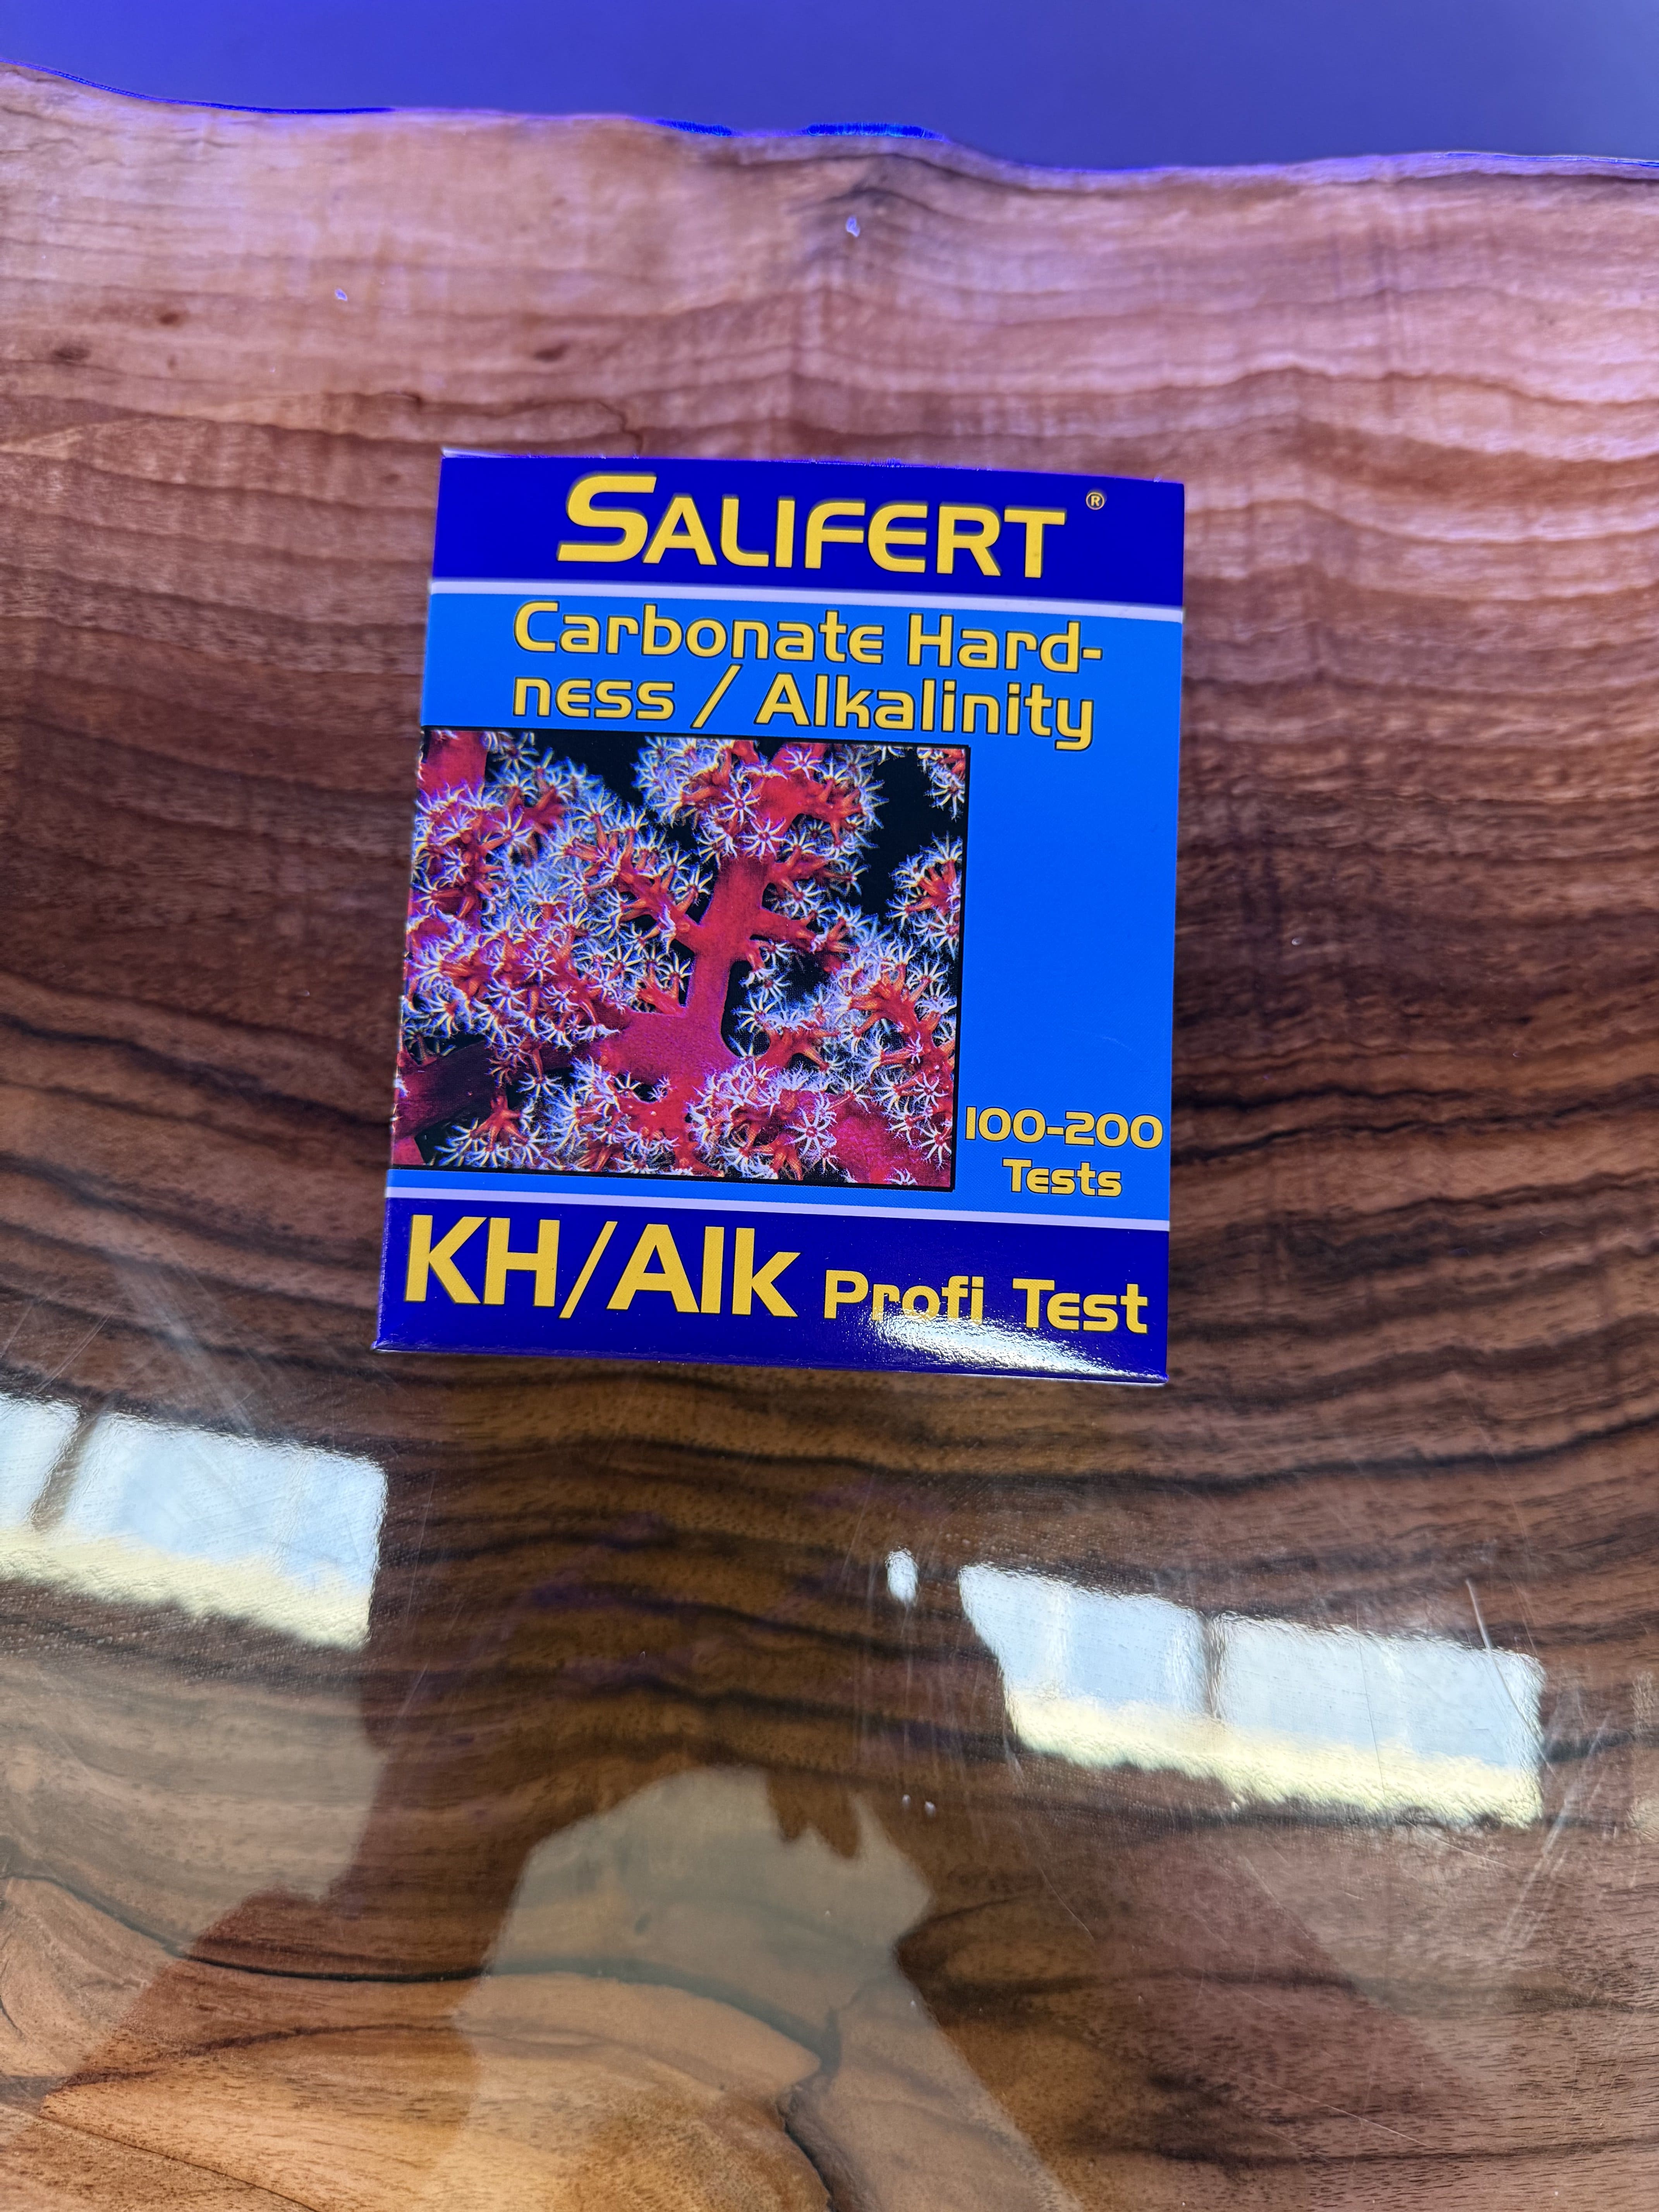 SALIFERT ®
Carbonate Hard-
ness / Alkalinity
100-200
Tests
KH/Alk Profi Test